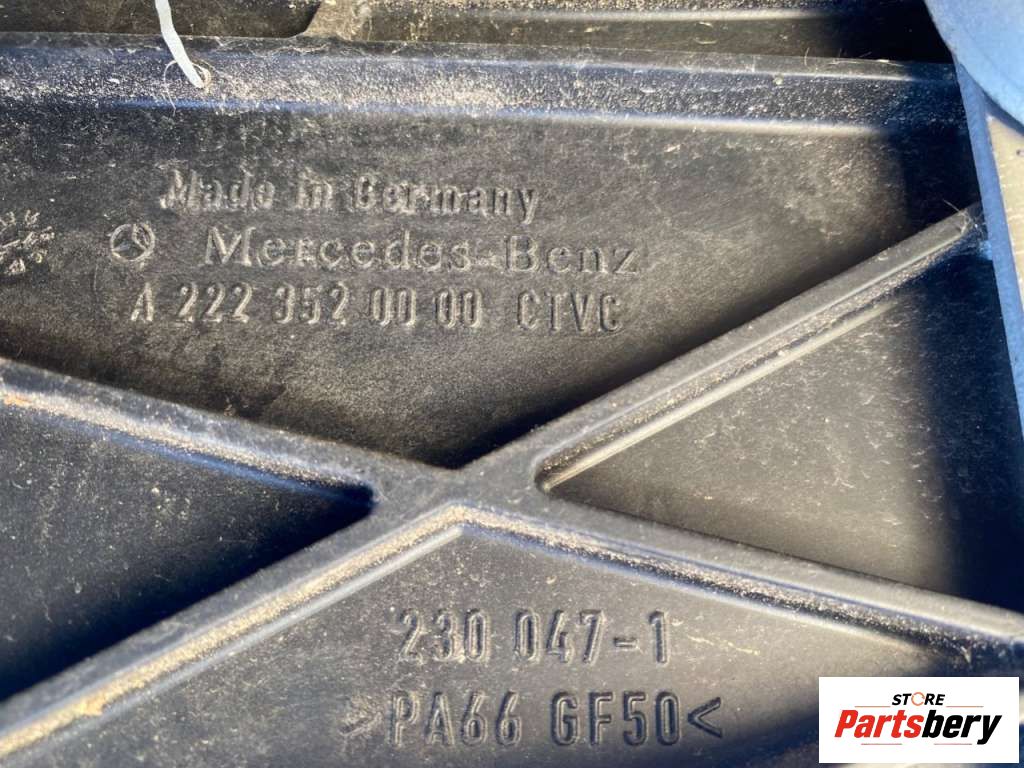 Made in Germany
Mercedes-Benz
A 222 352 00 00 CTVC
230 047-1
>PA66 GF50<
STORE
Partsbery